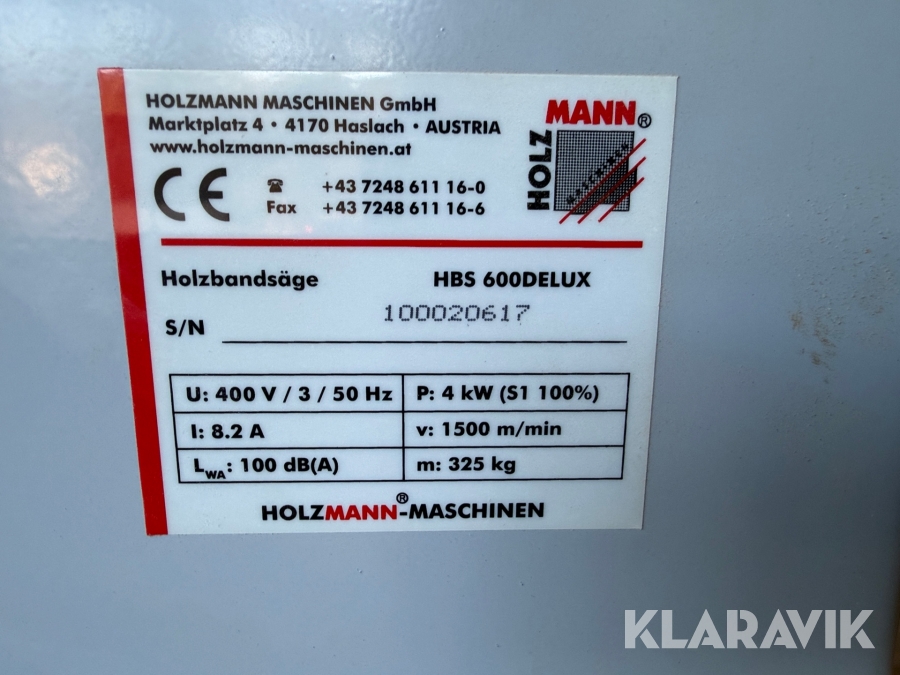 HOLZMANN MASCHINEN GmbH
Marktplatz 4 · 4170 Haslach · AUSTRIA
www.holzmann-maschinen.at
CE
☎ +43 7248 611 16-0
Fax +43 7248 611 16-6
HOLZ MANN®
MASCHINEN
Holzbandsäge HBS 600DELUX
S/N 100020617
U: 400 V / 3 / 50 Hz P: 4 kW (S1 100%)
I: 8.2 A v: 1500 m/min
LWA: 100 dB(A) m: 325 kg
HOLZMANN®-MASCHINEN
KLARAVIK